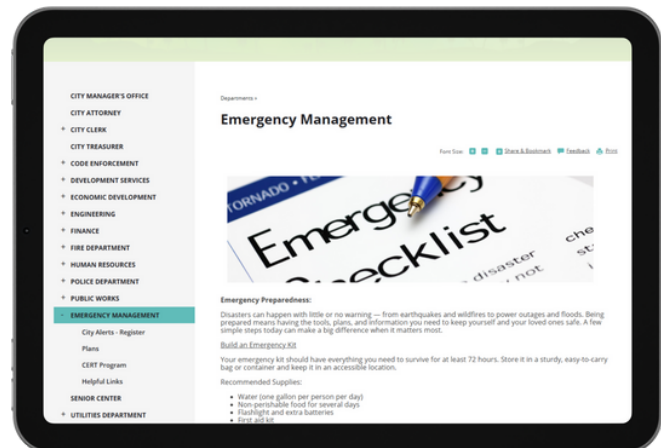 CITY MANAGER'S OFFICE
CITY ATTORNEY
+ CITY CLERK
CITY TREASURER
+ CODE ENFORCEMENT
+ DEVELOPMENT SERVICES
+ ECONOMIC DEVELOPMENT
+ ENGINEERING
+ FINANCE
+ FIRE DEPARTMENT
+ HUMAN RESOURCES
+ POLICE DEPARTMENT
+ PUBLIC WORKS
- EMERGENCY MANAGEMENT
City Alerts - Register
Plans
CERT Program
Helpful Links
SENIOR CENTER
+ UTILITIES DEPARTMENT
Departments »
Emergency Management
Font Size: + - + Share & Bookmark Feedback Print
TORNADO •
Emergency
Checklist
disaster
not
che
st
Emergency Preparedness:
Disasters can happen with little or no warning — from earthquakes and wildfires to power outages and floods. Being
prepared means having the tools, plans, and information you need to keep yourself and your loved ones safe. A few
simple steps today can make a big difference when it matters most.
Build an Emergency Kit
Your emergency kit should have everything you need to survive for at least 72 hours. Store it in a sturdy, easy-to-carry
bag or container and keep it in an accessible location.
Recommended Supplies:
• Water (one gallon per person per day)
• Non-perishable food for several days
• Flashlight and extra batteries
• First aid kit